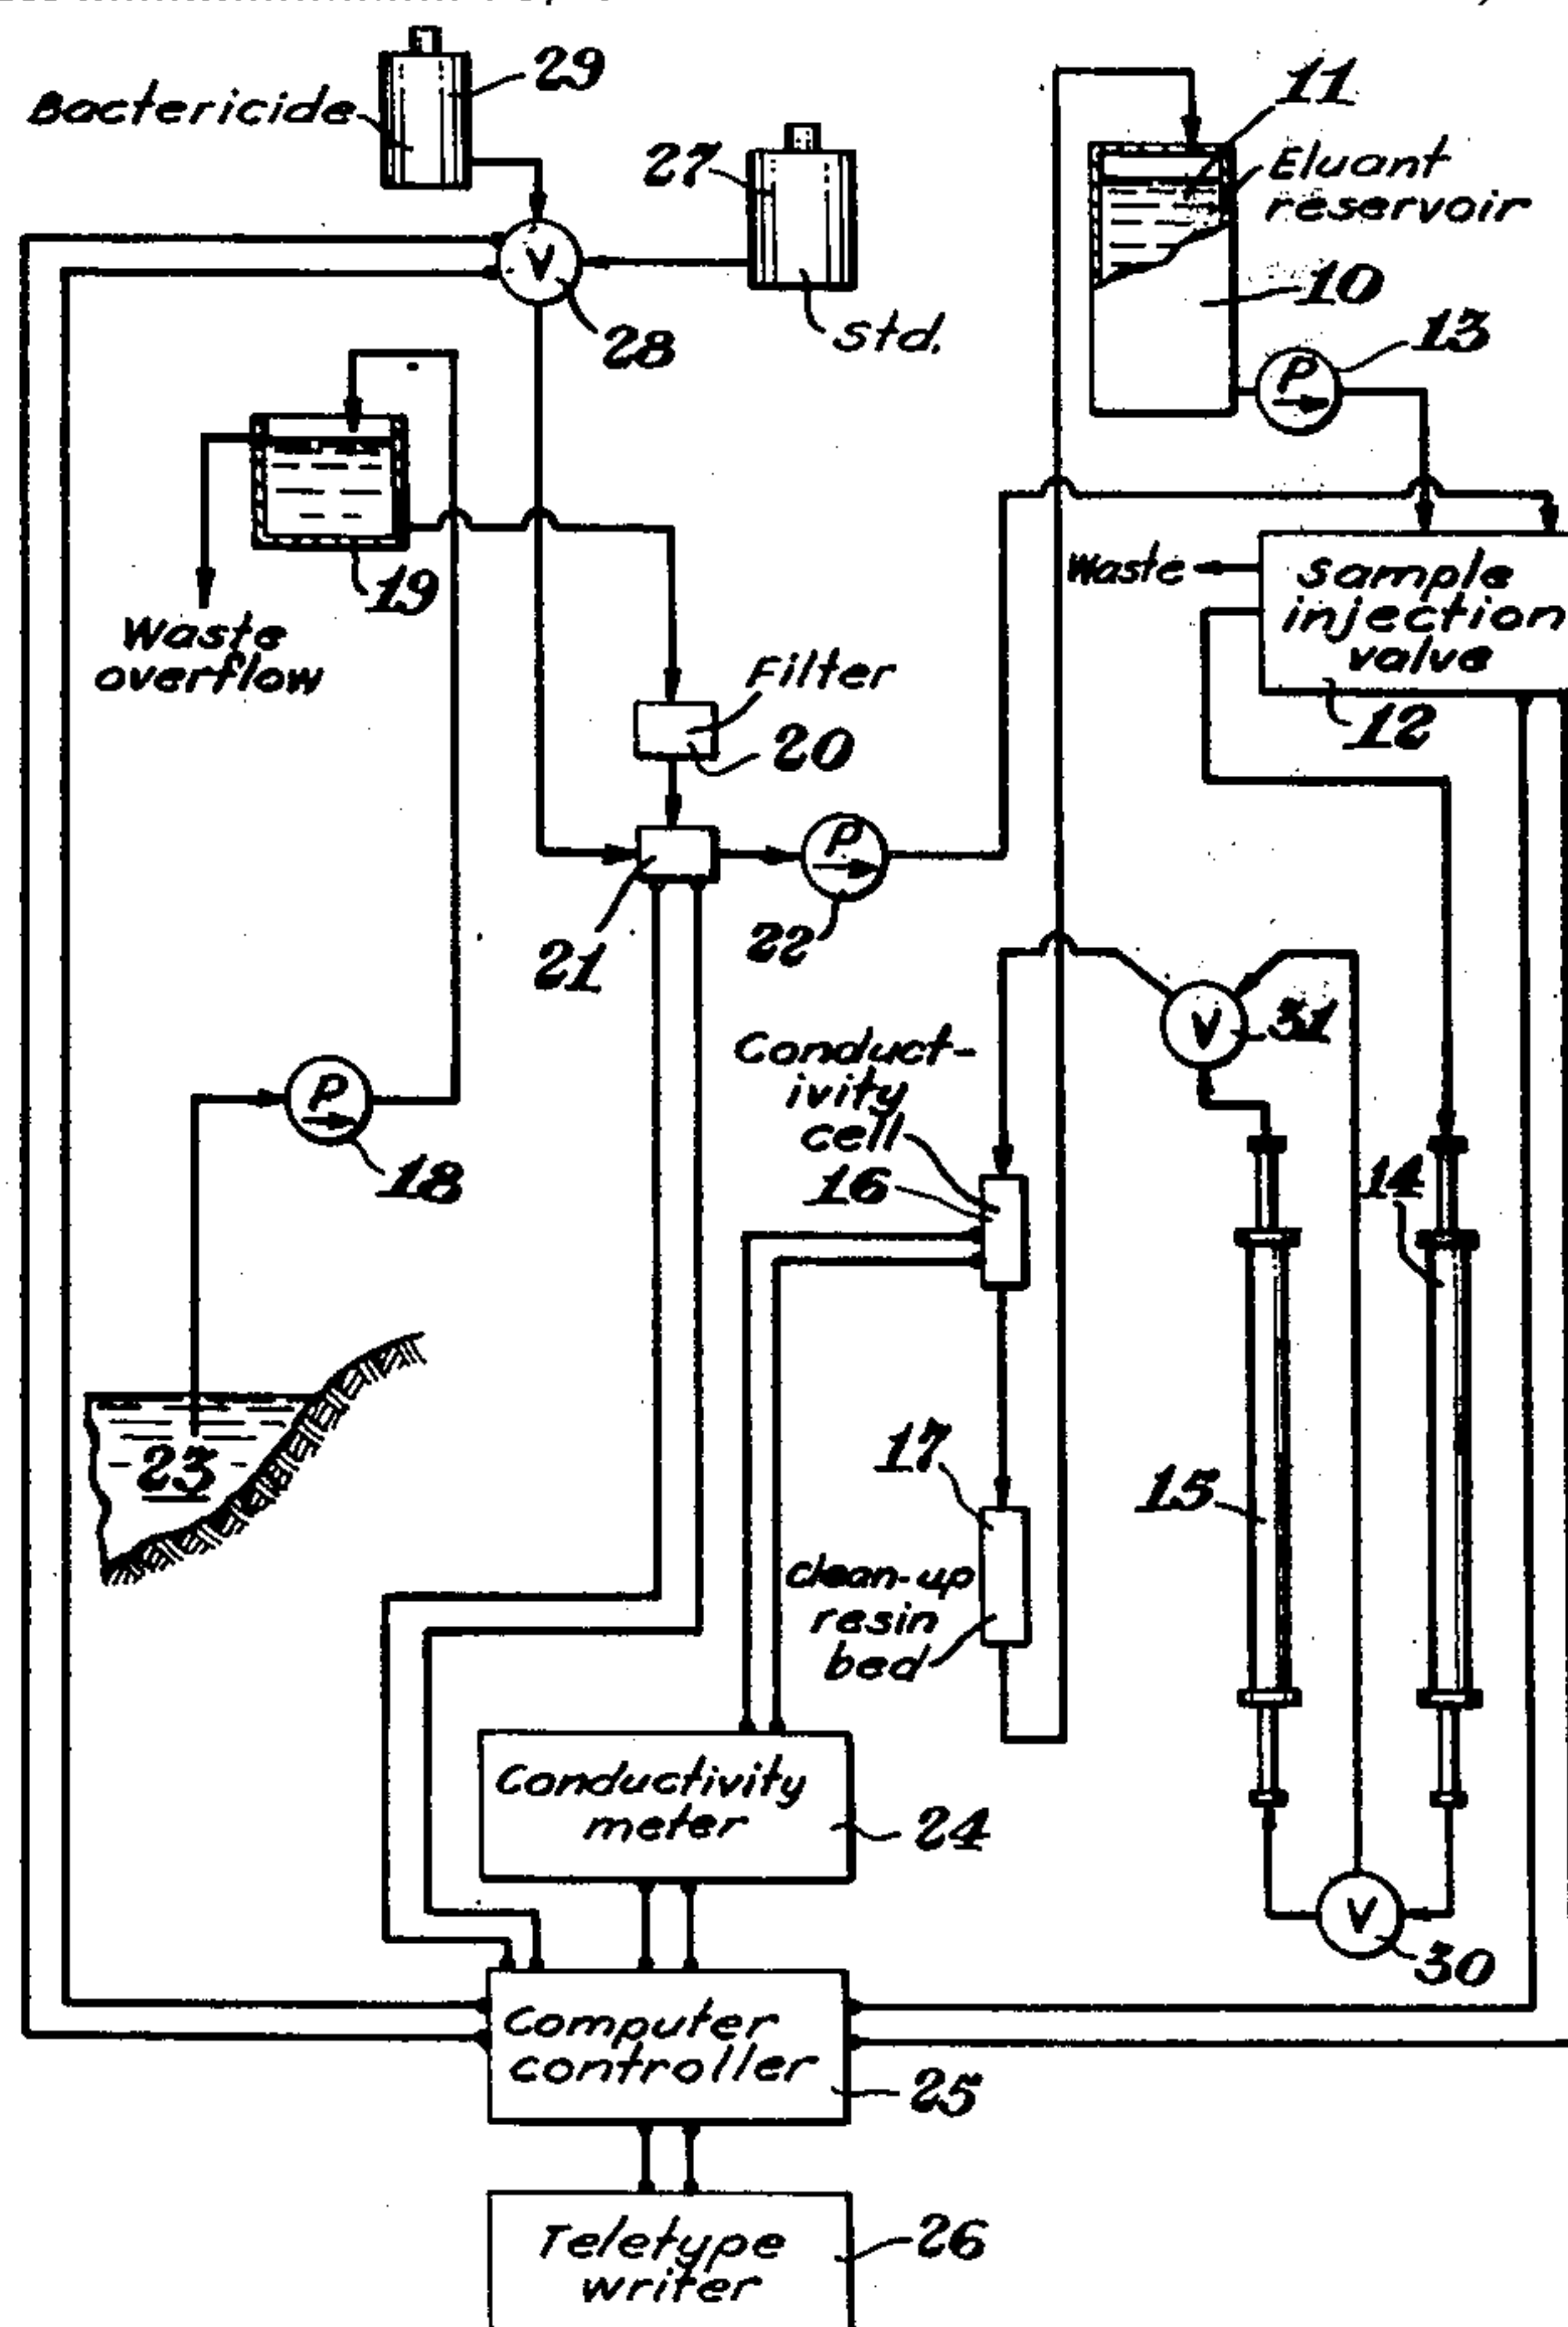 29
Bactericide
11
27
Eluant
reservoir
V
10
28
std.
13
P
19
Waste
overflow
Waste
sample
injection
valve
12
Filter
20
P
21
22
V
31
Conduct-
ivity
cell
16
14
P
18
17
23
15
clean-up
resin
bed
Conductivity
meter
24
V
30
Computer
controller
25
Teletype
writer
26